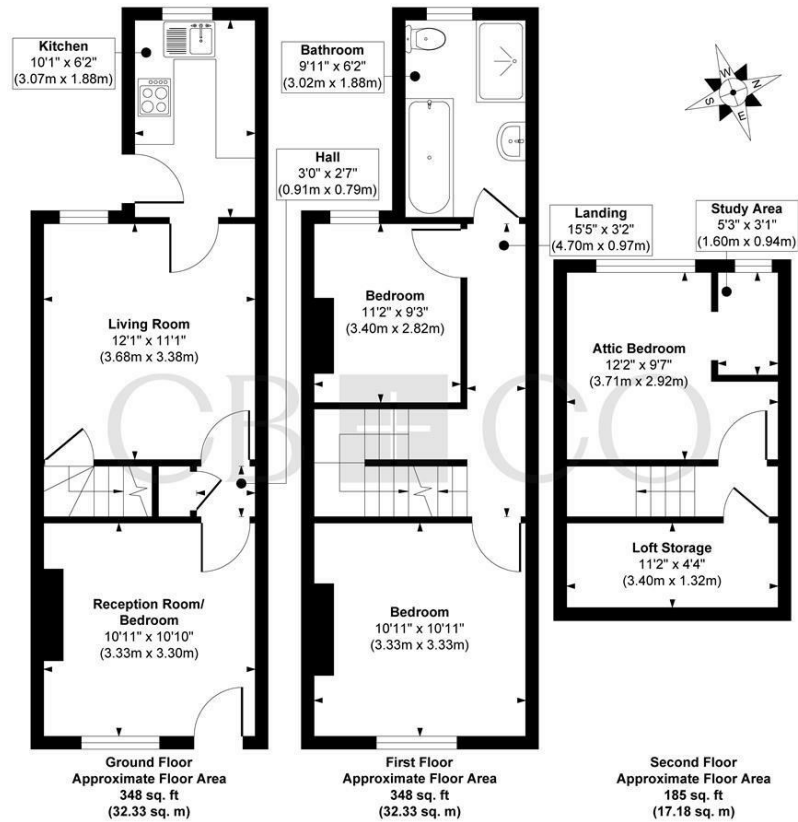 Kitchen
10'1" x 6'2"
(3.07m x 1.88m)
Bathroom
9'11" x 6'2"
(3.02m x 1.88m)
W
N
S
E
Hall
3'0" x 2'7"
(0.91m x 0.79m)
Landing
15'5" x 3'2"
(4.70m x 0.97m)
Study Area
5'3" x 3'1"
(1.60m x 0.94m)
Living Room
12'1" x 11'1"
(3.68m x 3.38m)
Bedroom
11'2" x 9'3"
(3.40m x 2.82m)
Attic Bedroom
12'2" x 9'7"
(3.71m x 2.92m)
CB CO
Reception Room/
Bedroom
10'11" x 10'10"
(3.33m x 3.30m)
Bedroom
10'11" x 10'11"
(3.33m x 3.33m)
Loft Storage
11'2" x 4'4"
(3.40m x 1.32m)
Ground Floor
Approximate Floor Area
348 sq. ft
(32.33 sq. m)
First Floor
Approximate Floor Area
348 sq. ft
(32.33 sq. m)
Second Floor
Approximate Floor Area
185 sq. ft
(17.18 sq. m)